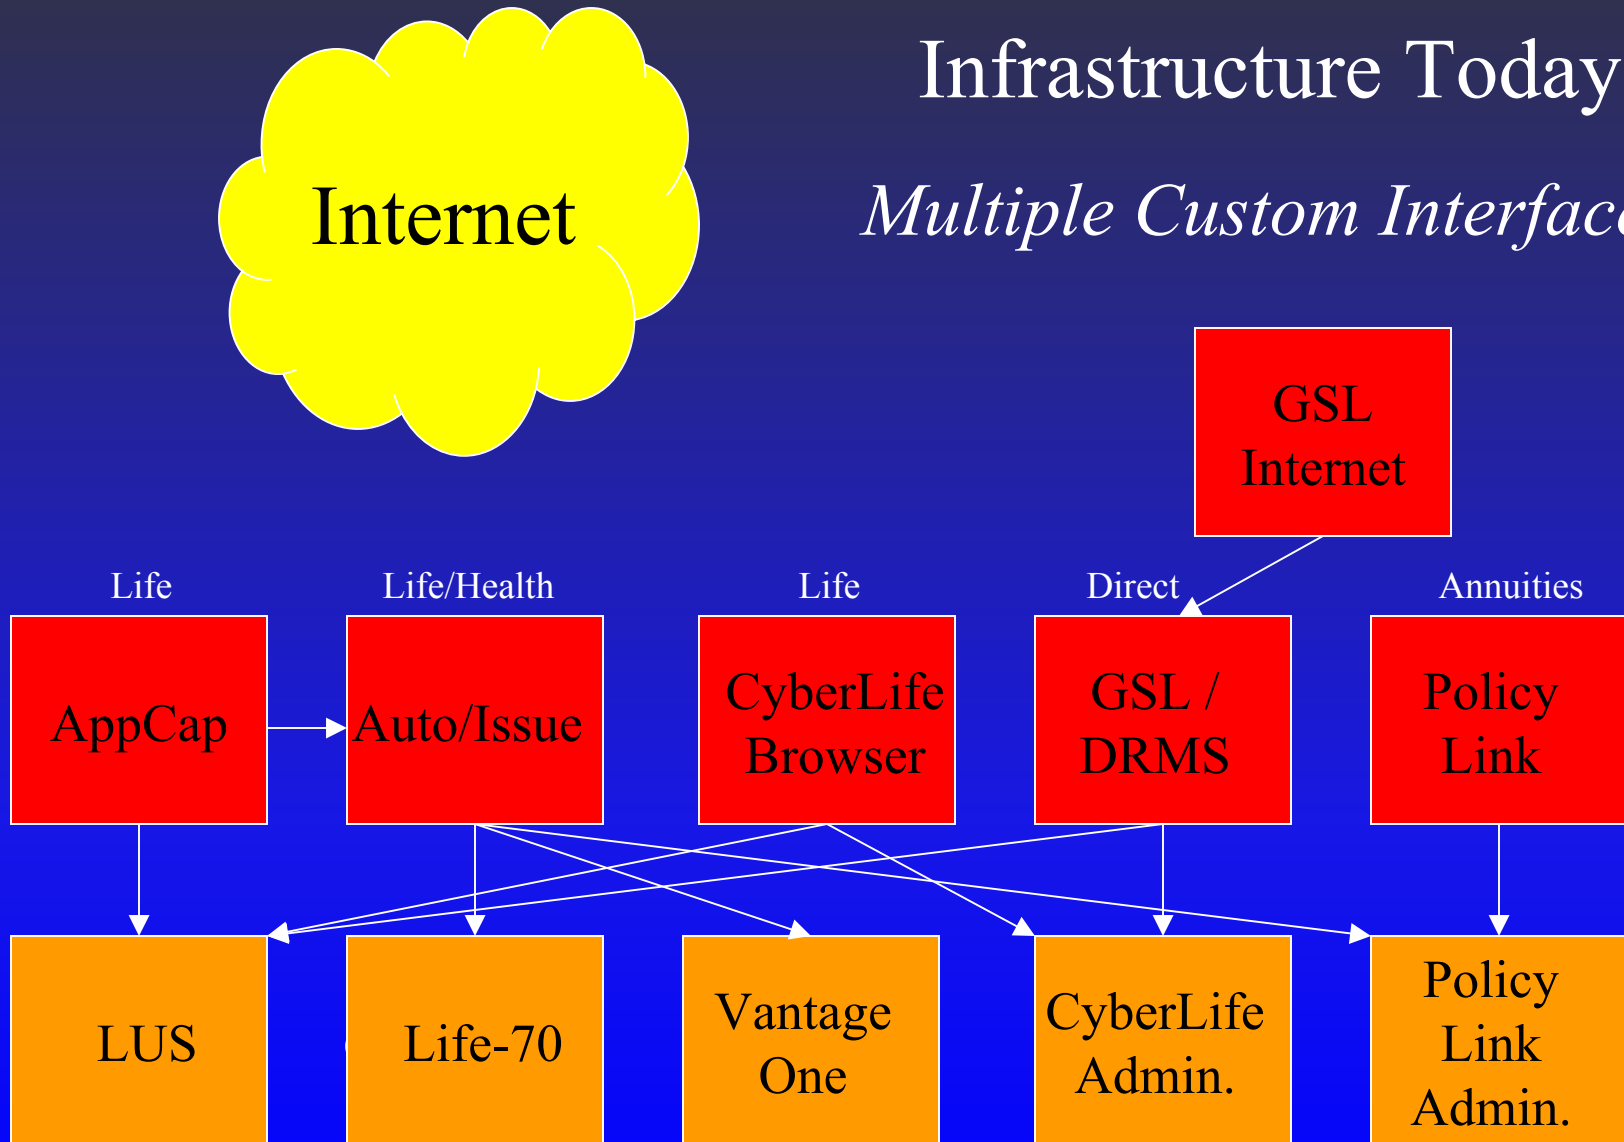 Infrastructure Today
Internet
Multiple Custom Interfac
GSL
Internet
Life
Life/Health
Life
Direct
Annuities
AppCap
Auto/Issue
CyberLife
Browser
GSL /
DRMS
Policy
Link
LUS
Life-70
Vantage
One
CyberLife
Admin.
Policy
Link
Admin.